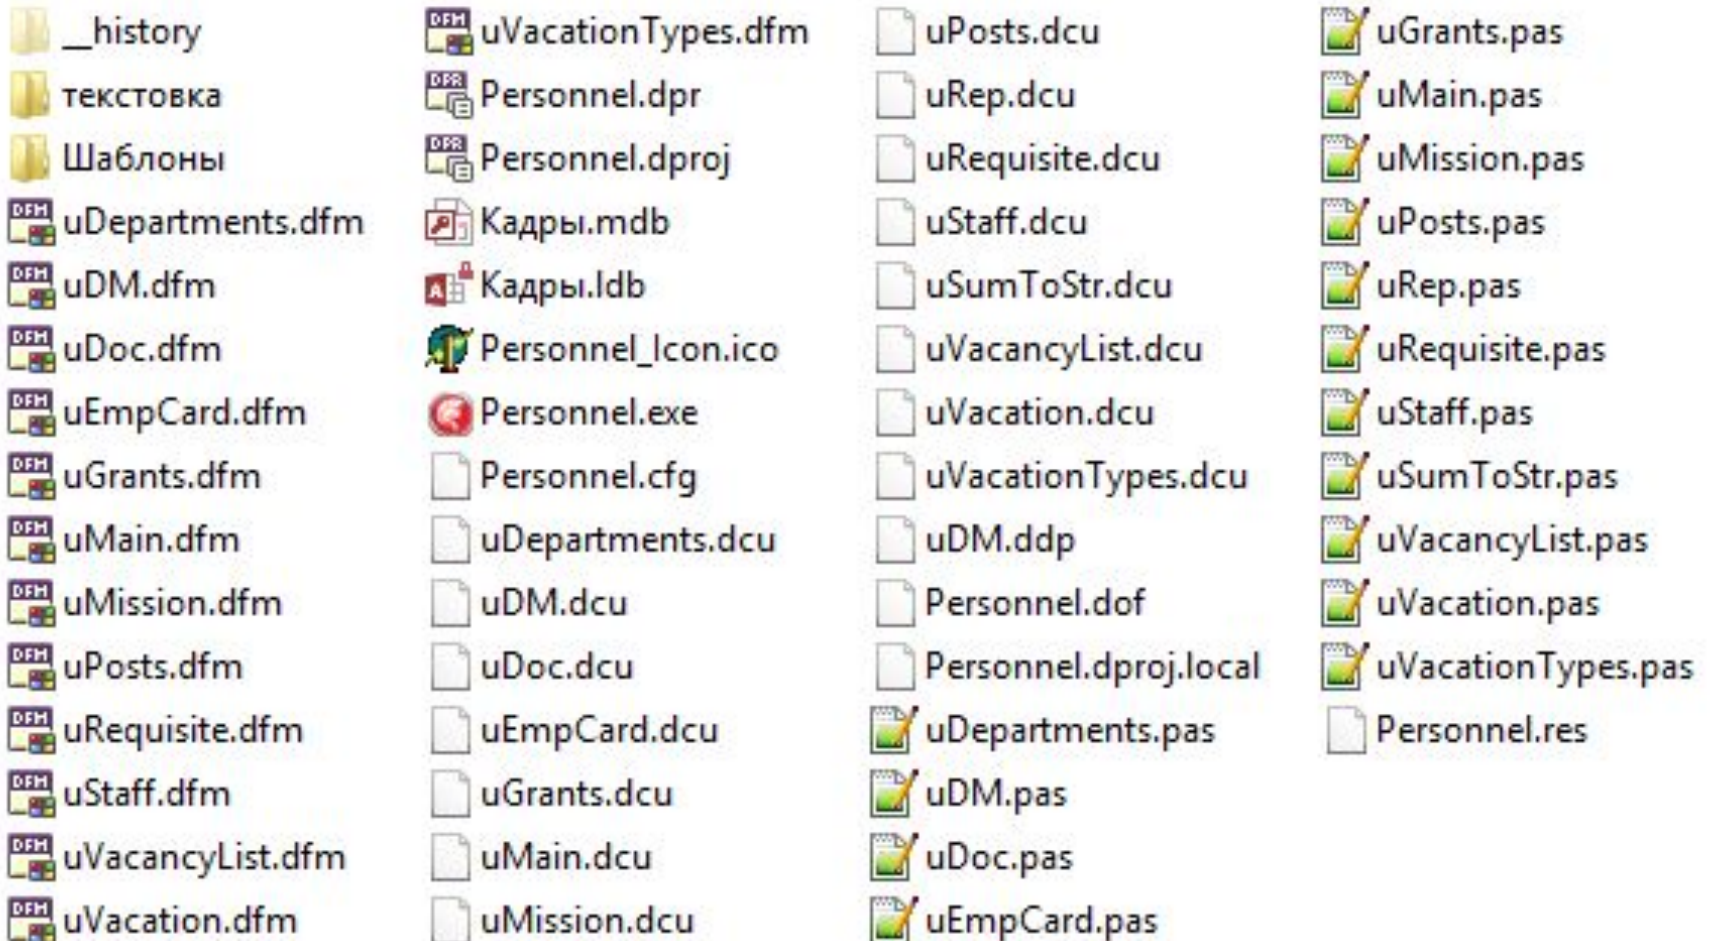 __history
текстовка
Шаблоны
uDepartments.dfm
uDM.dfm
uDoc.dfm
uEmpCard.dfm
uGrants.dfm
uMain.dfm
uMission.dfm
uPosts.dfm
uRequisite.dfm
uStaff.dfm
uVacancyList.dfm
uVacation.dfm
uVacationTypes.dfm
Personnel.dpr
Personnel.dproj
Кадры.mdb
Кадры.ldb
Personnel_Icon.ico
Personnel.exe
Personnel.cfg
uDepartments.dcu
uDM.dcu
uDoc.dcu
uEmpCard.dcu
uGrants.dcu
uMain.dcu
uMission.dcu
uPosts.dcu
uRep.dcu
uRequisite.dcu
uStaff.dcu
uSumToStr.dcu
uVacancyList.dcu
uVacation.dcu
uVacationTypes.dcu
uDM.ddp
Personnel.dof
Personnel.dproj.local
uDepartments.pas
uDM.pas
uDoc.pas
uEmpCard.pas
uGrants.pas
uMain.pas
uMission.pas
uPosts.pas
uRep.pas
uRequisite.pas
uStaff.pas
uSumToStr.pas
uVacancyList.pas
uVacation.pas
uVacationTypes.pas
Personnel.res